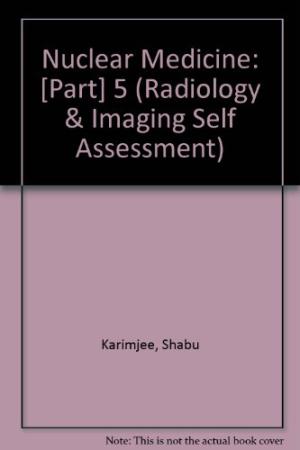 Nuclear Medicine:
[Part] 5 (Radiology
& Imaging Self
Assessment)
Karimjee, Shabu
Note: This is not the actual book cover